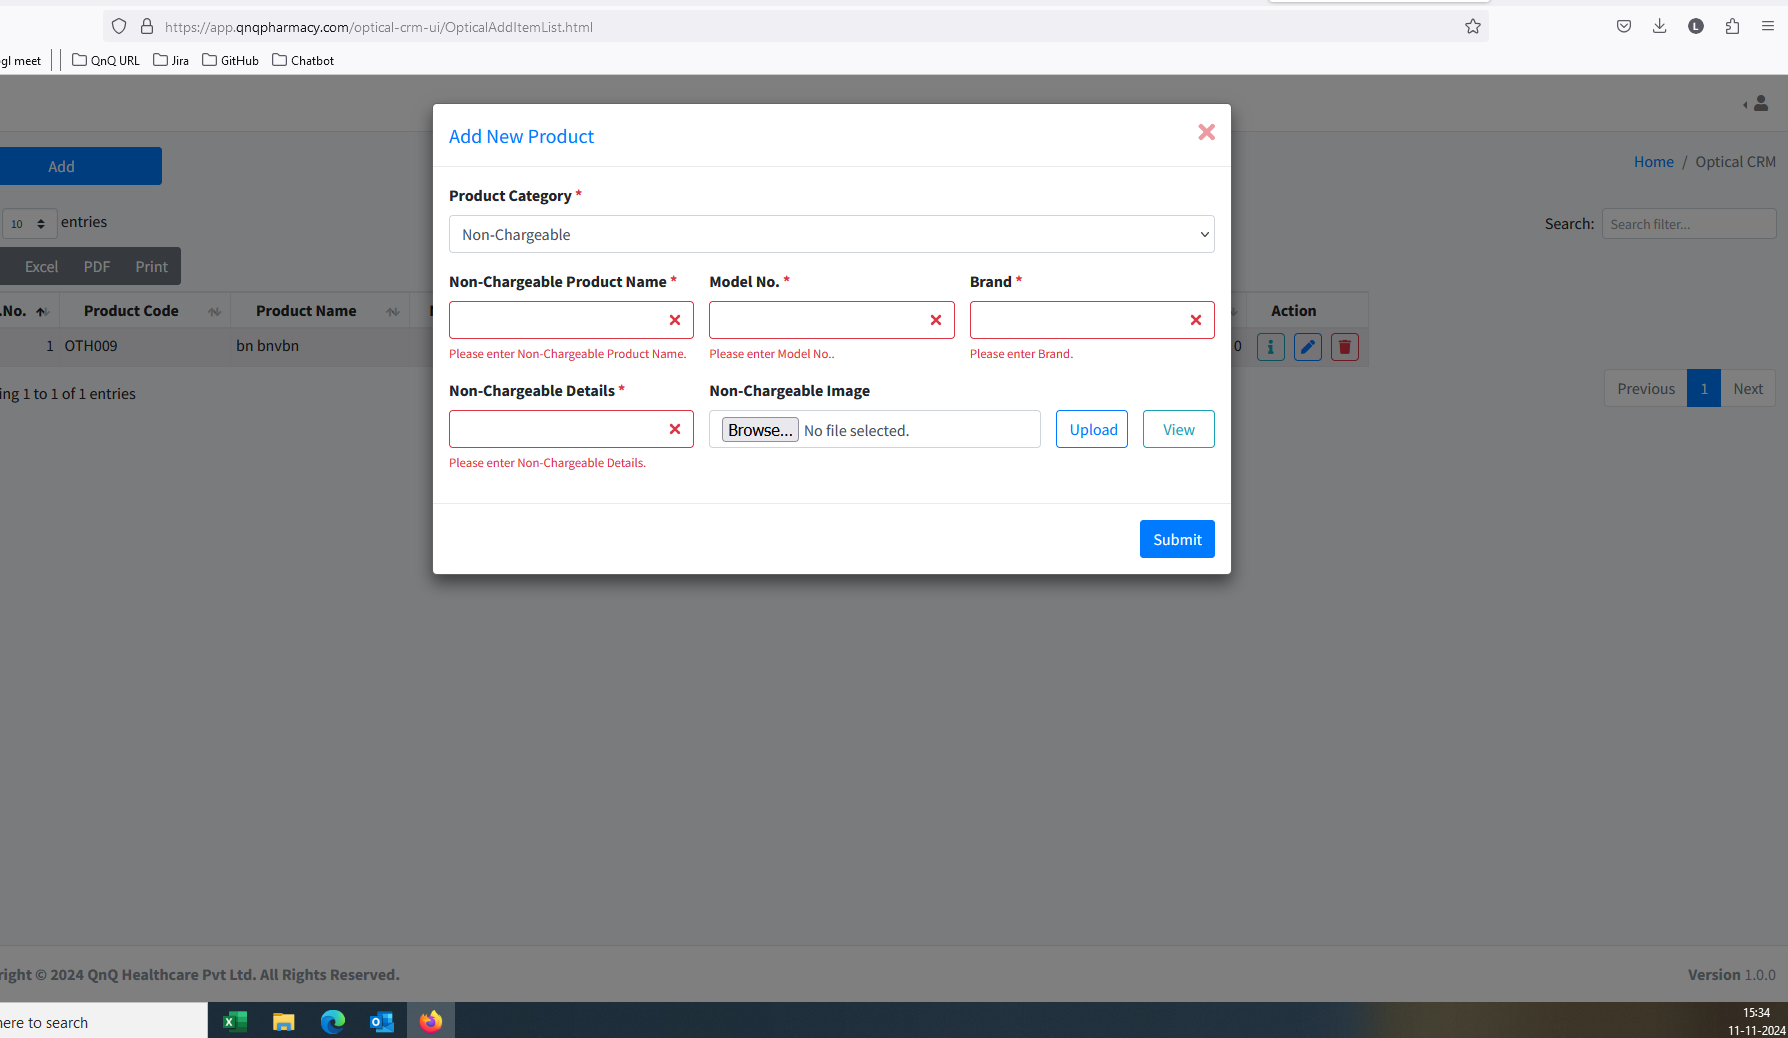 https://app.qnqpharmacy.com/optical-crm-ui/OpticalAddItemList.html
gl meet QnQ URL Jira GitHub Chatbot
Add New Product
Add
Home / Optical CRM
Product Category *
10 entries
Search: Search filter...
Non-Chargeable
Excel PDF Print
Non-Chargeable Product Name * Model No. * Brand *
.No. Product Code Product Name Action
1 OTH009 bn bnvbn 0
Please enter Non-Chargeable Product Name. Please enter Model No.. Please enter Brand.
ing 1 to 1 of 1 entries
Previous 1 Next
Non-Chargeable Details * Non-Chargeable Image
Browse... No file selected. Upload View
Please enter Non-Chargeable Details.
Submit
right © 2024 QnQ Healthcare Pvt Ltd. All Rights Reserved.
Version 1.0.0
here to search
15:34
11-11-2024